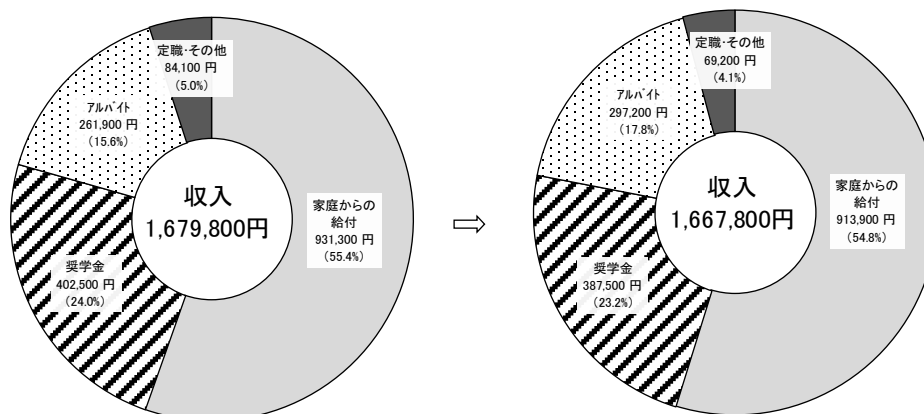 定職・その他
84,100 円
(5.0%)
アルバイト
261,900 円
(15.6%)
収入
1,679,800円
家庭からの
給付
931,300 円
(55.4%)
奨学金
402,500 円
(24.0%)
⇨
定職・その他
69,200 円
(4.1%)
アルバイト
297,200 円
(17.8%)
収入
1,667,800円
家庭からの
給付
913,900 円
(54.8%)
奨学金
387,500 円
(23.2%)